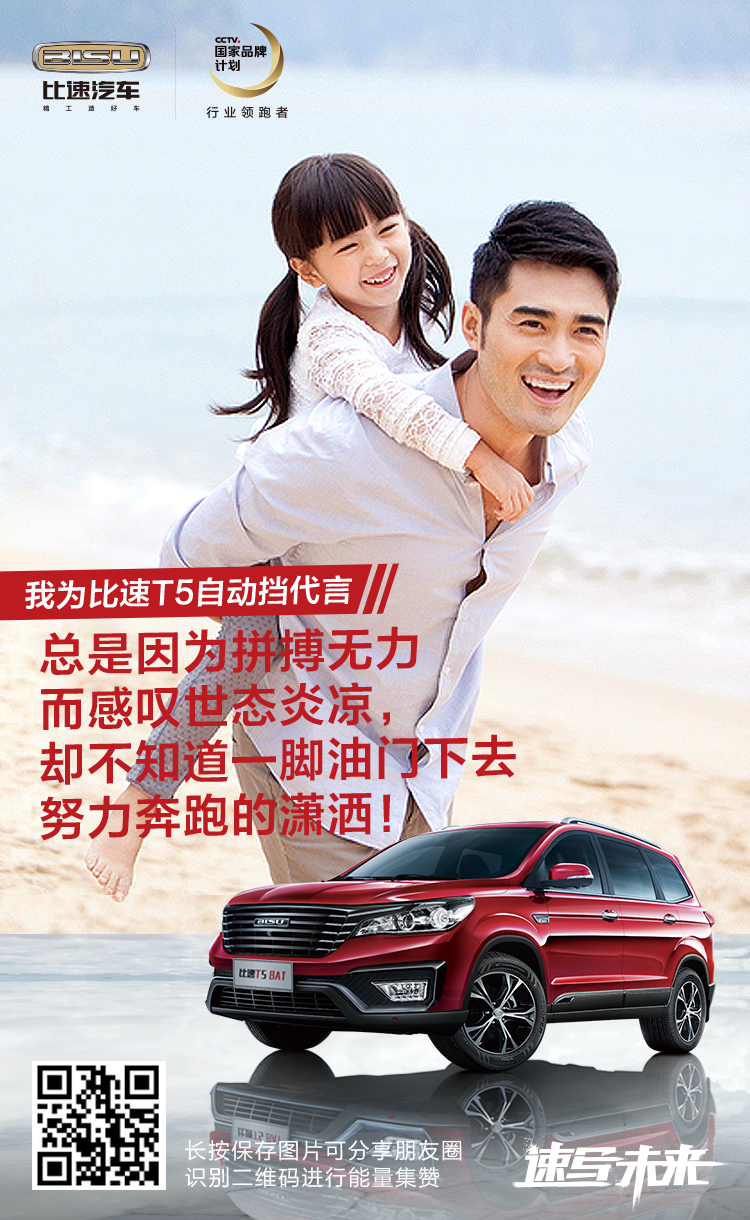 BISU
比速汽车
精工造好车
CCTV.
国家品牌
计划
行业领跑者
我为比速T5自动挡代言
总是因为拼搏无力
而感叹世态炎凉，
却不知道一脚油门下去
努力奔跑的潇洒！
BISU
比速T5 8AT
长按保存图片可分享朋友圈
识别二维码进行能量集赞
速写未来